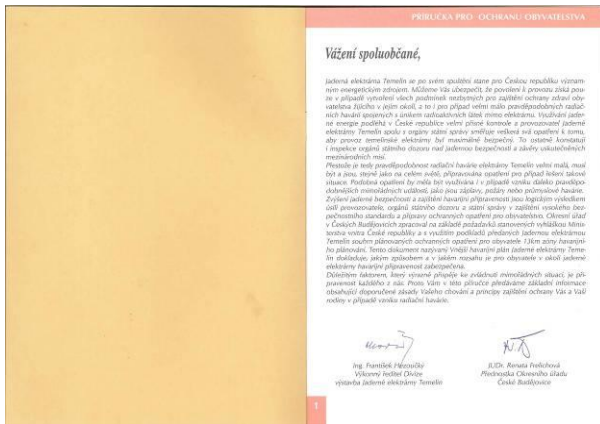 PŘÍRUČKA PRO OCHRANU OBYVATELSTVA
Vážení spoluobčané,
Jaderná elektrárna Temelín se po svém spuštění stane pro Českou republiku význam-
ným energetickým zdrojem. Můžeme Vás ubezpečit, že povolení k provozu získá pou-
ze v případě vytvoření všech podmínek nezbytných pro zajištění ochrany zdraví oby-
vatelstva žijícího v jejím okolí, a to i pro případ velmi málo pravděpodobných radiač-
ních havárií spojených s únikem radioaktivních látek mimo elektrárnu. Využívání jader-
né energie podléhá v České republice velmi přísné kontrole a provozovatel Jaderné
elektrárny Temelín spolu s orgány státní správy směřuje veškerá svá opatření k tomu,
aby provoz temelínské elektrárny byl maximálně bezpečný. To ostatně konstatují
i inspekce orgánů státního dozoru nad jadernou bezpečností a závěry uskutečněných
mezinárodních misí.
Přestože je tedy pravděpodobnost radiační havárie elektrárny Temelín velmi malá, musí
být a jsou, stejně jako na celém světě, připravována opatření pro případ řešení takové
situace. Podobná opatření by měla být využívána i v případě vzniku daleko pravděpo-
dobnějších mimořádných událostí, jako jsou záplavy, požáry nebo průmyslové havárie.
Zvýšení jaderné bezpečnosti a zajištění havarijní připravenosti jsou logickým výsledkem
úsilí provozovatele, orgánů státního dozoru a státní správy v zajištění vysokého bez-
pečnostního standardu a přípravy ochranných opatření pro obyvatelstvo. Okresní úřad
v Českých Budějovicích zpracoval na základě požadavků stanovených vyhláškou Minis-
terstva vnitra České republiky a s využitím podkladů předaných Jadernou elektrárnou
Temelín souhrn plánovaných ochranných opatření pro obyvatele 13km zóny havarijní-
ho plánování. Tento dokument nazývaný Vnější havarijní plán Jaderné elektrárny Teme-
lín dokladuje, jakým způsobem a v jakém rozsahu je pro obyvatele v okolí jaderné
elektrárny havarijní připravenost zabezpečena.
Důležitým faktorem, který výrazně přispěje ke zvládnutí mimořádných situací, je při-
pravenost každého z nás. Proto Vám v této příručce předáváme základní informace
obsahující doporučené zásady Vašeho chování a principy zajištění ochrany Vás a Vaší
rodiny v případě vzniku radiační havárie.
Ing. František Hezoučký
Výkonný ředitel Divize
výstavba Jaderné elektrárny Temelín
JUDr. Renata Frelichová
Přednostka Okresního úřadu
České Budějovice
1